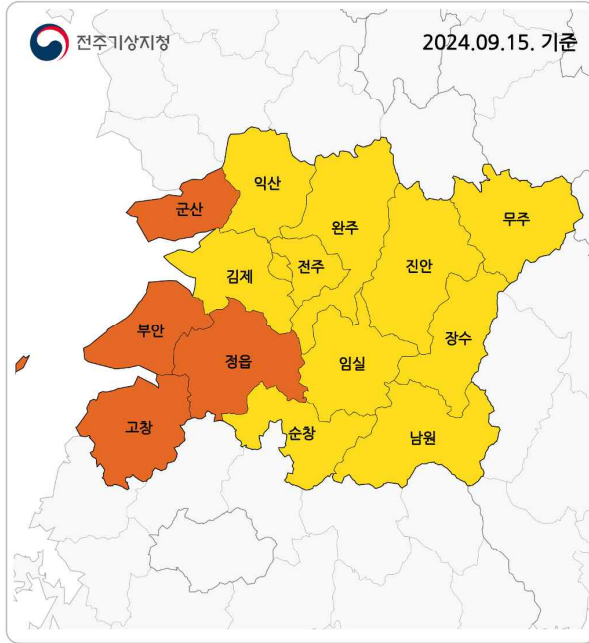 전주기상지청
2024.09.15. 기준
익산
군산
완주
무주
전주
진안
김제
부안
장수
정읍
임실
고창
순창
남원